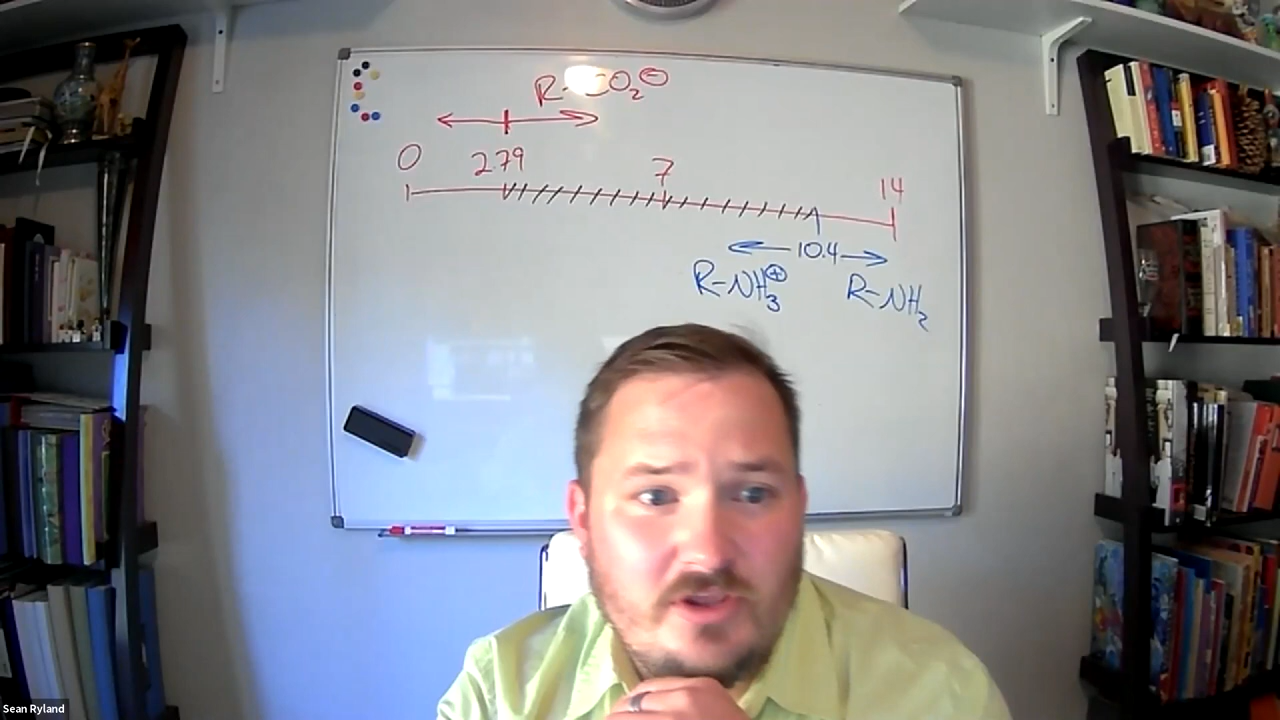 R-CO₂⊖
0 2.79 7 14
10.4
R-NH₃⊕ R-NH₂
Sean Ryland